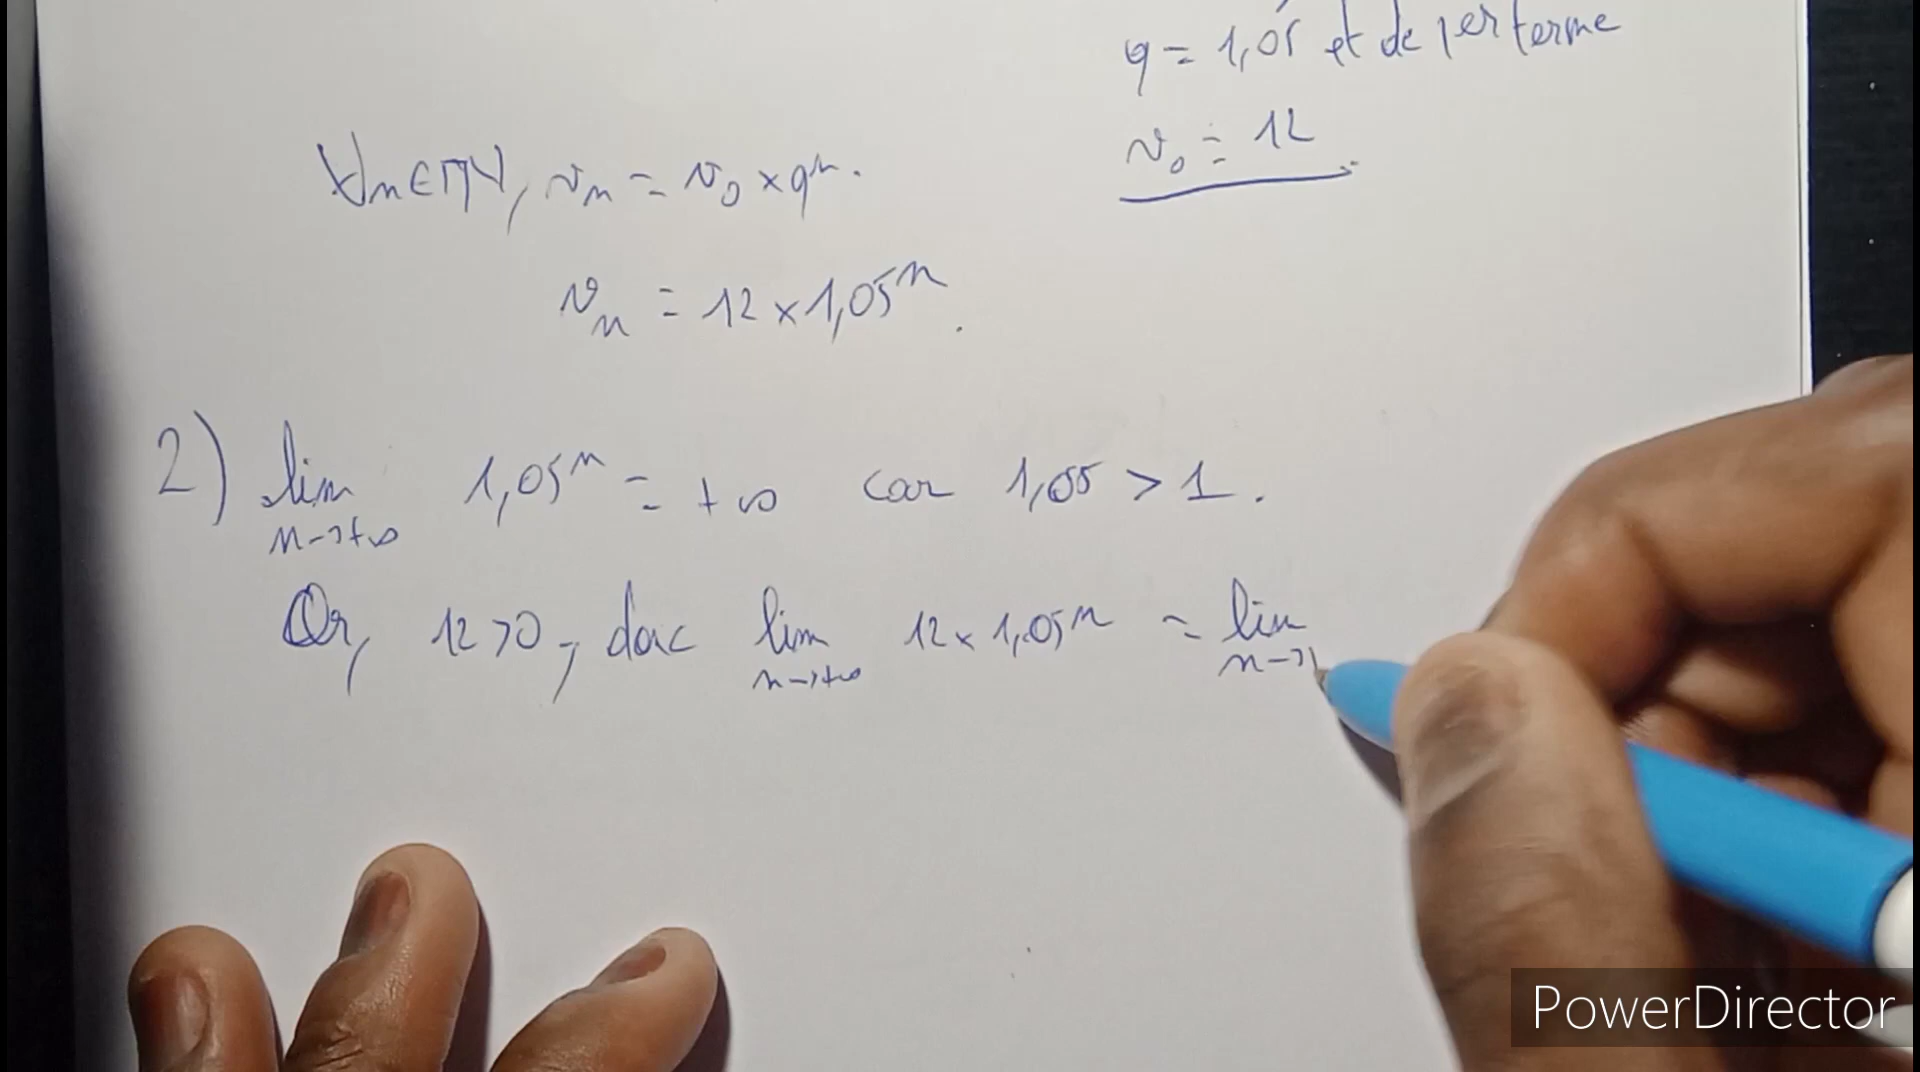 q = 1,05 et de 1er terme
v₀ = 12
∀n∈ℕ, vₙ = v₀ × qⁿ.
vₙ = 12 × 1,05ⁿ.
2) lim 1,05ⁿ = +∞ car 1,05 > 1.
n→+∞
Or, 12>0, donc lim 12×1,05ⁿ = lim
n→+∞ n→
PowerDirector